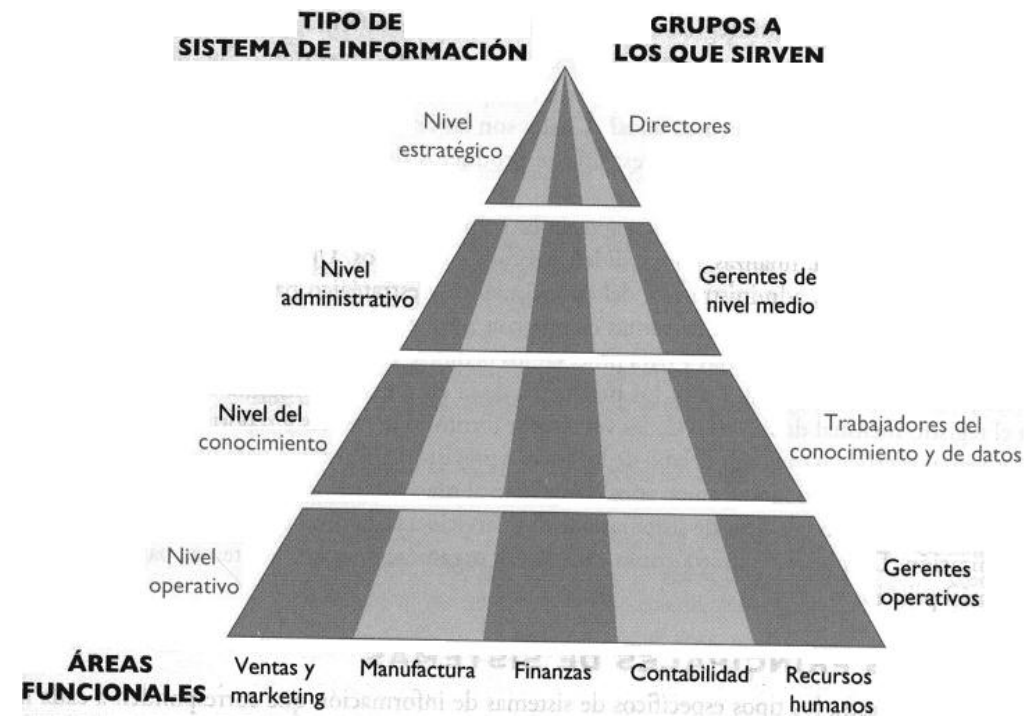 TIPO DE
SISTEMA DE INFORMACIÓN
GRUPOS A
LOS QUE SIRVEN
Nivel
estratégico
Directores
Nivel
administrativo
Gerentes de
nivel medio
Nivel del
conocimiento
Trabajadores del
conocimiento y de datos
Nivel
operativo
Gerentes
operativos
ÁREAS
FUNCIONALES
Ventas y
marketing
Manufactura
Finanzas
Contabilidad
Recursos
humanos